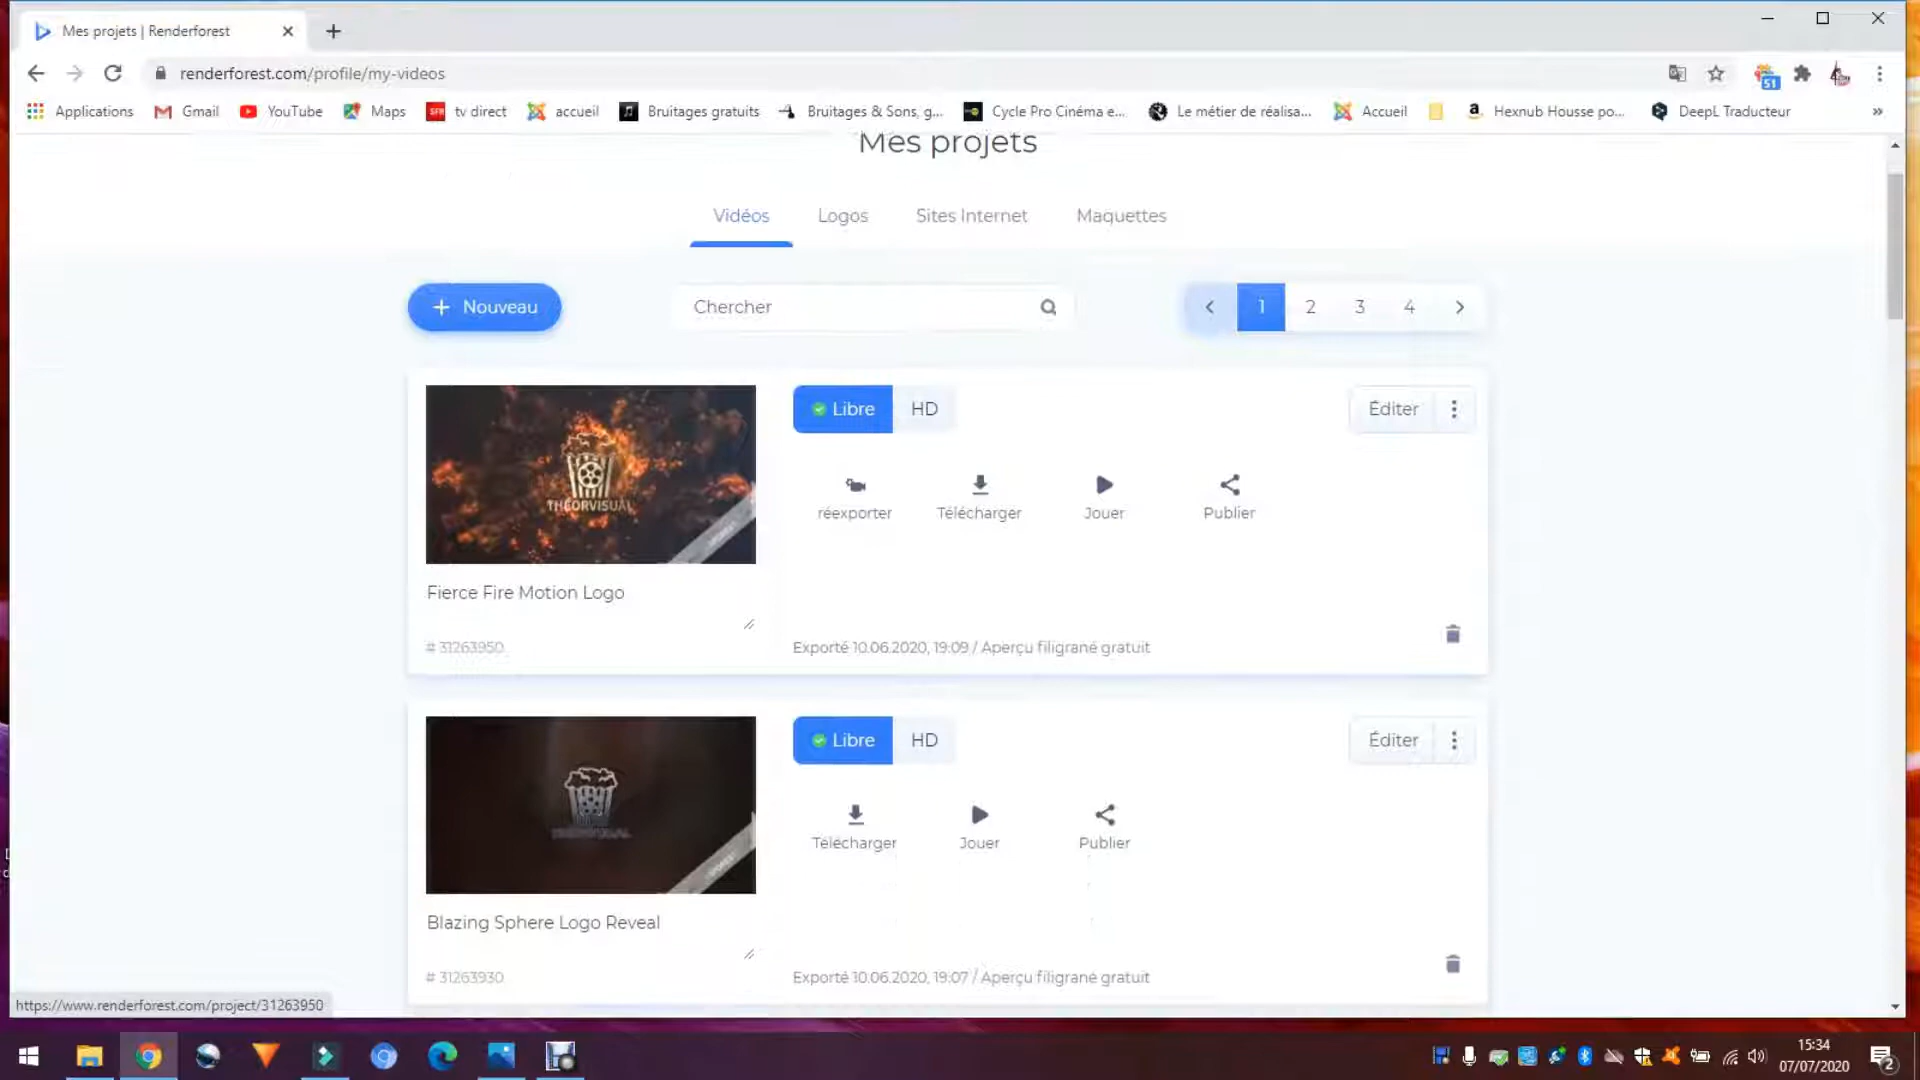 Mes projets | Renderforest
renderforest.com/profile/my-videos
51
Applications Gmail YouTube Maps SFR tv direct accueil Bruitages gratuits Bruitages & Sons, g... Cycle Pro Cinéma e... Le métier de réalisa... Accueil Hexnub Housse po... DeepL Traducteur »
Mes projets
Vidéos Logos Sites Internet Maquettes
+ Nouveau
Chercher
1 2 3 4
Libre HD
Éditer
THEORVISUAL
réexporter Télécharger Jouer Publier
Fierce Fire Motion Logo
# 31263950
Exporté 10.06.2020, 19:09 / Aperçu filigrané gratuit
Libre HD
Éditer
THEORVISUAL
Télécharger Jouer Publier
Blazing Sphere Logo Reveal
# 31263930
Exporté 10.06.2020, 19:07 / Aperçu filigrané gratuit
https://www.renderforest.com/project/31263950
15:34
07/07/2020
2